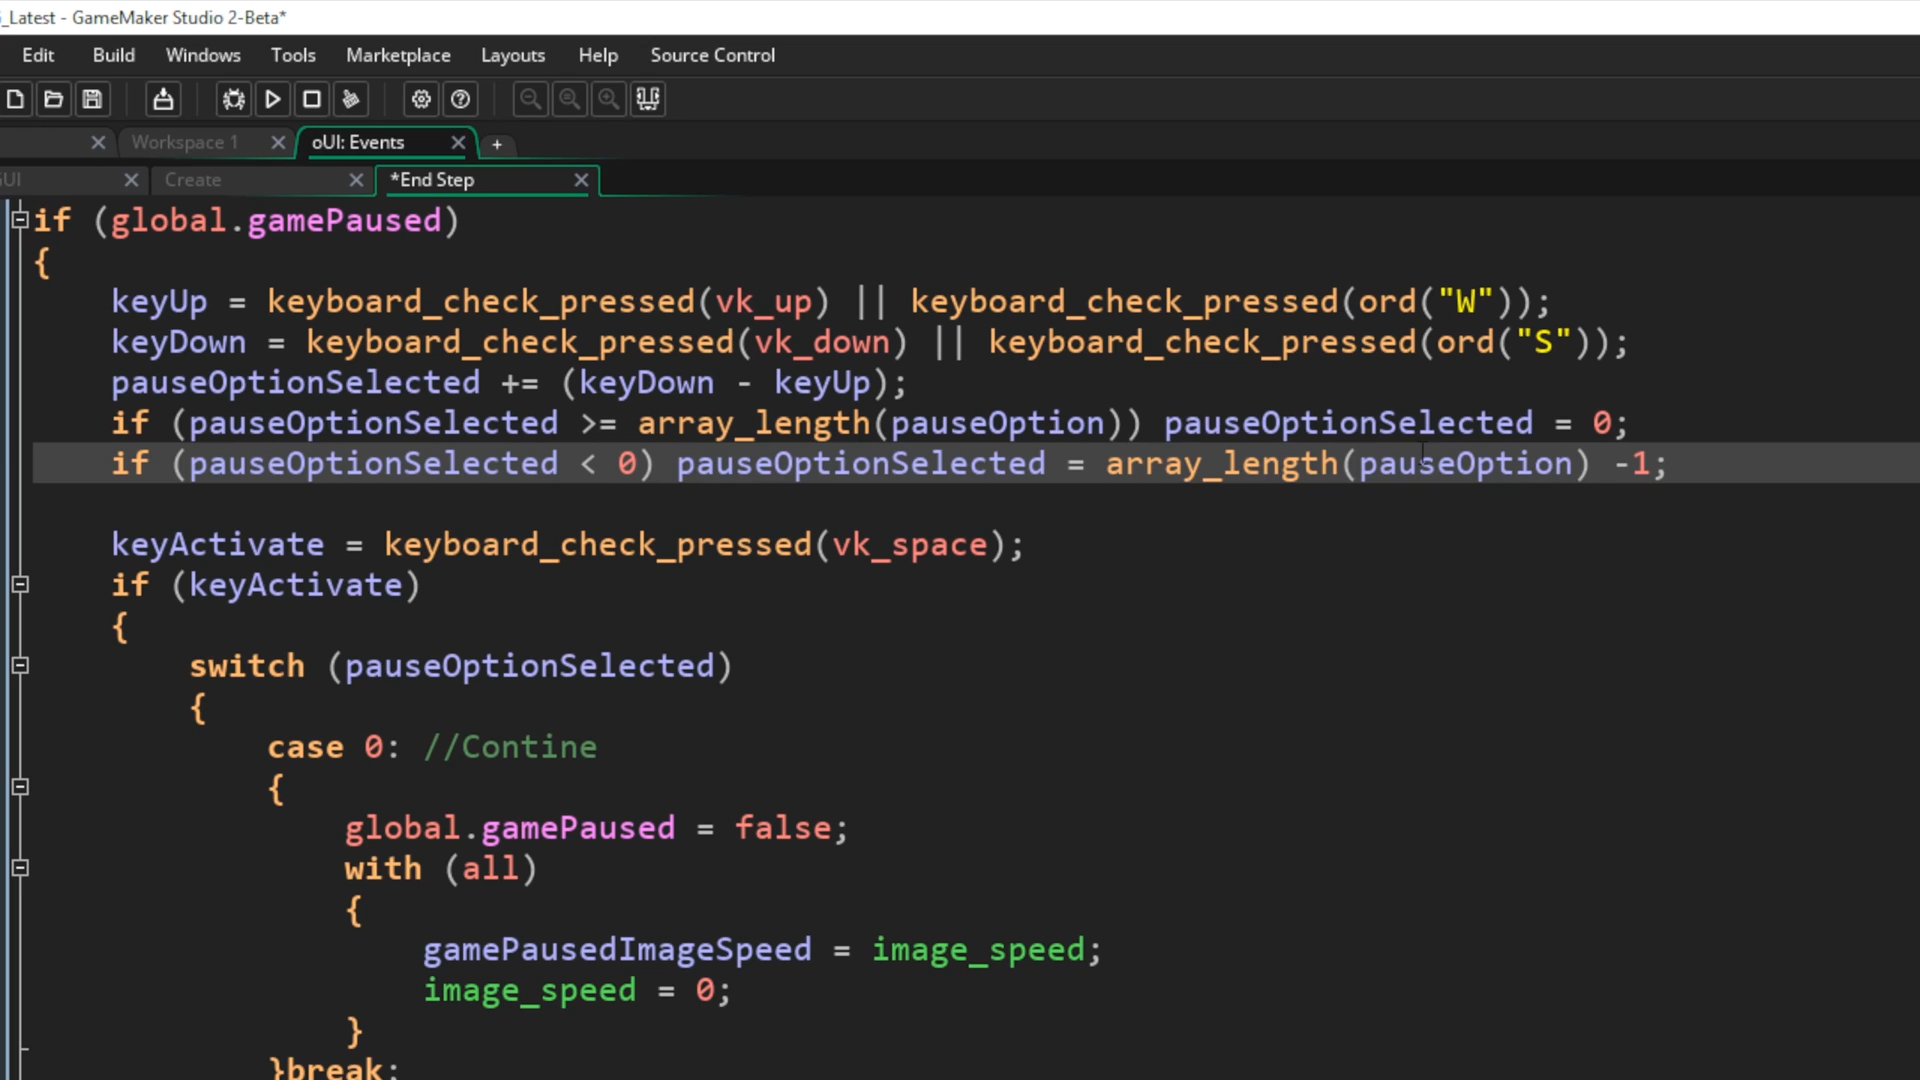 _Latest - GameMaker Studio 2-Beta*
Edit Build Windows Tools Marketplace Layouts Help Source Control
Workspace 1 oUI: Events +
GUI Create *End Step
if (global.gamePaused)
{
keyUp = keyboard_check_pressed(vk_up) || keyboard_check_pressed(ord("W"));
keyDown = keyboard_check_pressed(vk_down) || keyboard_check_pressed(ord("S"));
pauseOptionSelected += (keyDown - keyUp);
if (pauseOptionSelected >= array_length(pauseOption)) pauseOptionSelected = 0;
if (pauseOptionSelected < 0) pauseOptionSelected = array_length(pauseOption) -1;
keyActivate = keyboard_check_pressed(vk_space);
if (keyActivate)
{
switch (pauseOptionSelected)
{
case 0: //Contine
{
global.gamePaused = false;
with (all)
{
gamePausedImageSpeed = image_speed;
image_speed = 0;
}
}break;